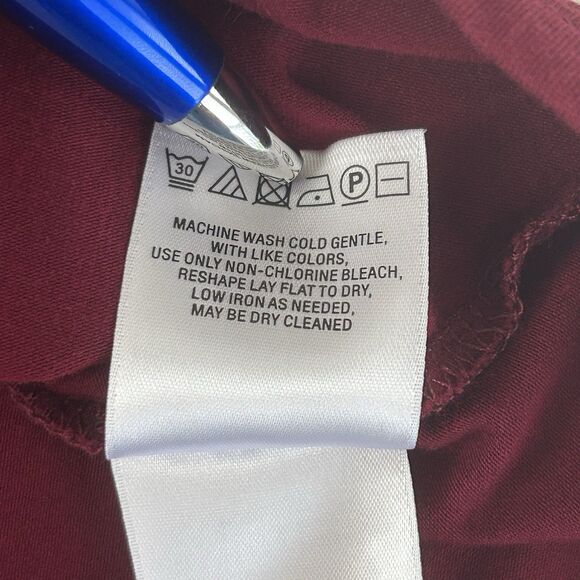 30 P
MACHINE WASH COLD GENTLE,
WITH LIKE COLORS,
USE ONLY NON-CHLORINE BLEACH,
RESHAPE LAY FLAT TO DRY,
LOW IRON AS NEEDED,
MAY BE DRY CLEANED